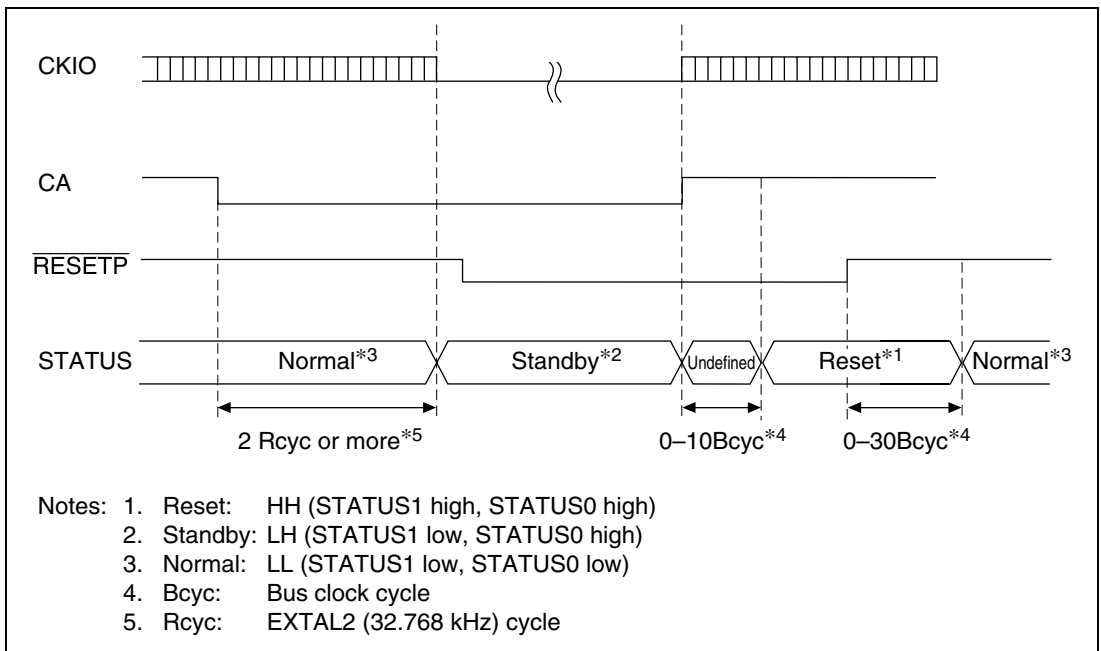 CKIO
CA
RESETP
STATUS Normal*3 Standby*2 Undefined Reset*1 Normal*3
2 Rcyc or more*5 0–10Bcyc*4 0–30Bcyc*4
Notes: 1. Reset: HH (STATUS1 high, STATUS0 high)
2. Standby: LH (STATUS1 low, STATUS0 high)
3. Normal: LL (STATUS1 low, STATUS0 low)
4. Bcyc: Bus clock cycle
5. Rcyc: EXTAL2 (32.768 kHz) cycle